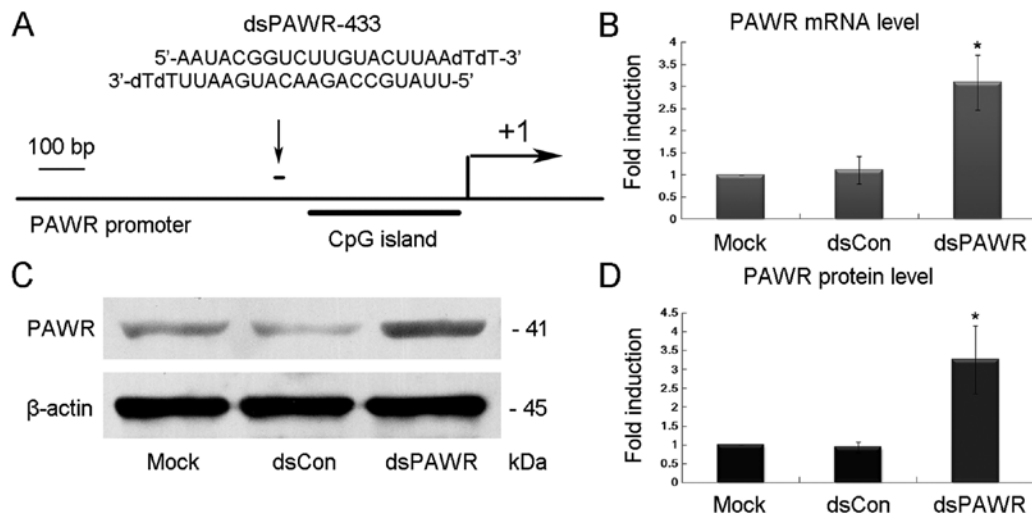 A
dsPAWR-433
5'-AAUACGGUCUUGUACUUAAdTdT-3'
3'-dTdTUUAAGUACAAGACCGUAUU-5'
100 bp
+1
PAWR promoter
CpG island
B
PAWR mRNA level
Fold induction
4
3.5
3
2.5
2
1.5
1
0.5
0
Mock
dsCon
dsPAWR
*
C
PAWR
- 41
β-actin
- 45
Mock
dsCon
dsPAWR
kDa
D
PAWR protein level
Fold induction
5
4.5
4
3.5
3
2.5
2
1.5
1
0.5
0
Mock
dsCon
dsPAWR
*